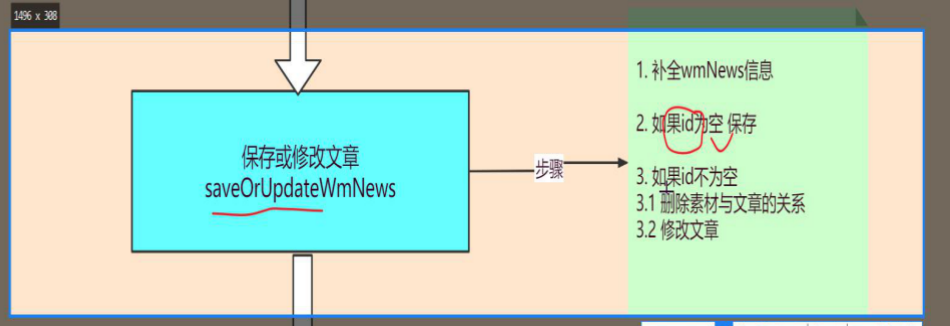 1496 x 308
保存或修改文章
saveOrUpdateWmNews
步骤
1. 补全wmNews信息
2. 如果id为空 保存
3. 如果id不为空
3.1 删除素材与文章的关系
3.2 修改文章